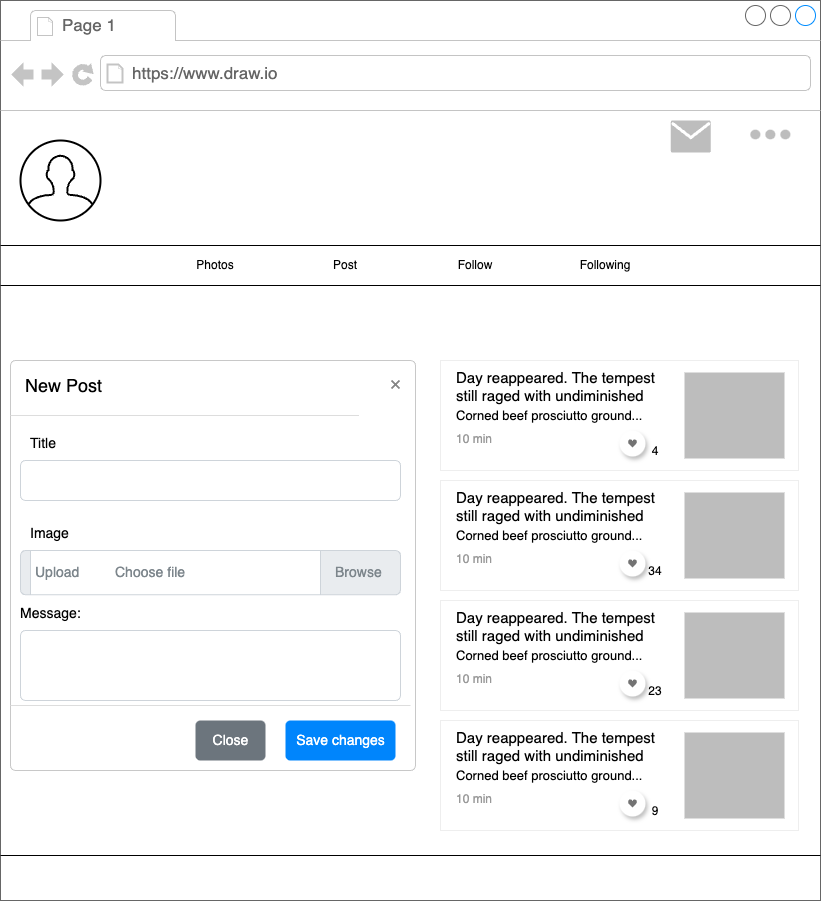 Page 1
https://www.draw.io
Photos
Post
Follow
Following
New Post
×
Title
Image
Upload
Choose file
Browse
Message:
Close
Save changes
Day reappeared. The tempest
still raged with undiminished
Corned beef prosciutto ground...
10 min
4
Day reappeared. The tempest
still raged with undiminished
Corned beef prosciutto ground...
10 min
34
Day reappeared. The tempest
still raged with undiminished
Corned beef prosciutto ground...
10 min
23
Day reappeared. The tempest
still raged with undiminished
Corned beef prosciutto ground...
10 min
9